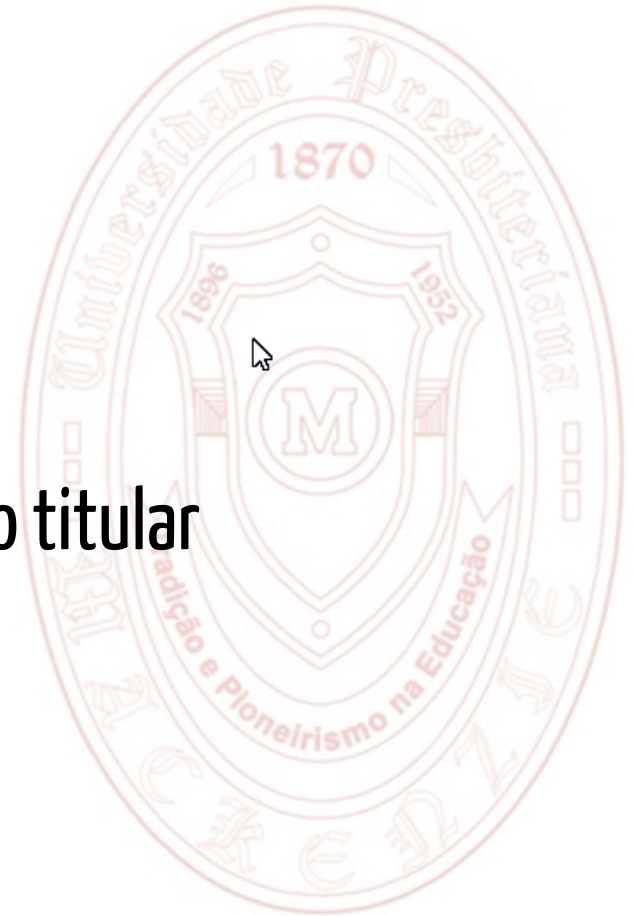 Universidade Presbiteriana
1870
1896
1952
M
o titular
Tradição e Pioneirismo na Educação
MACKENZIE